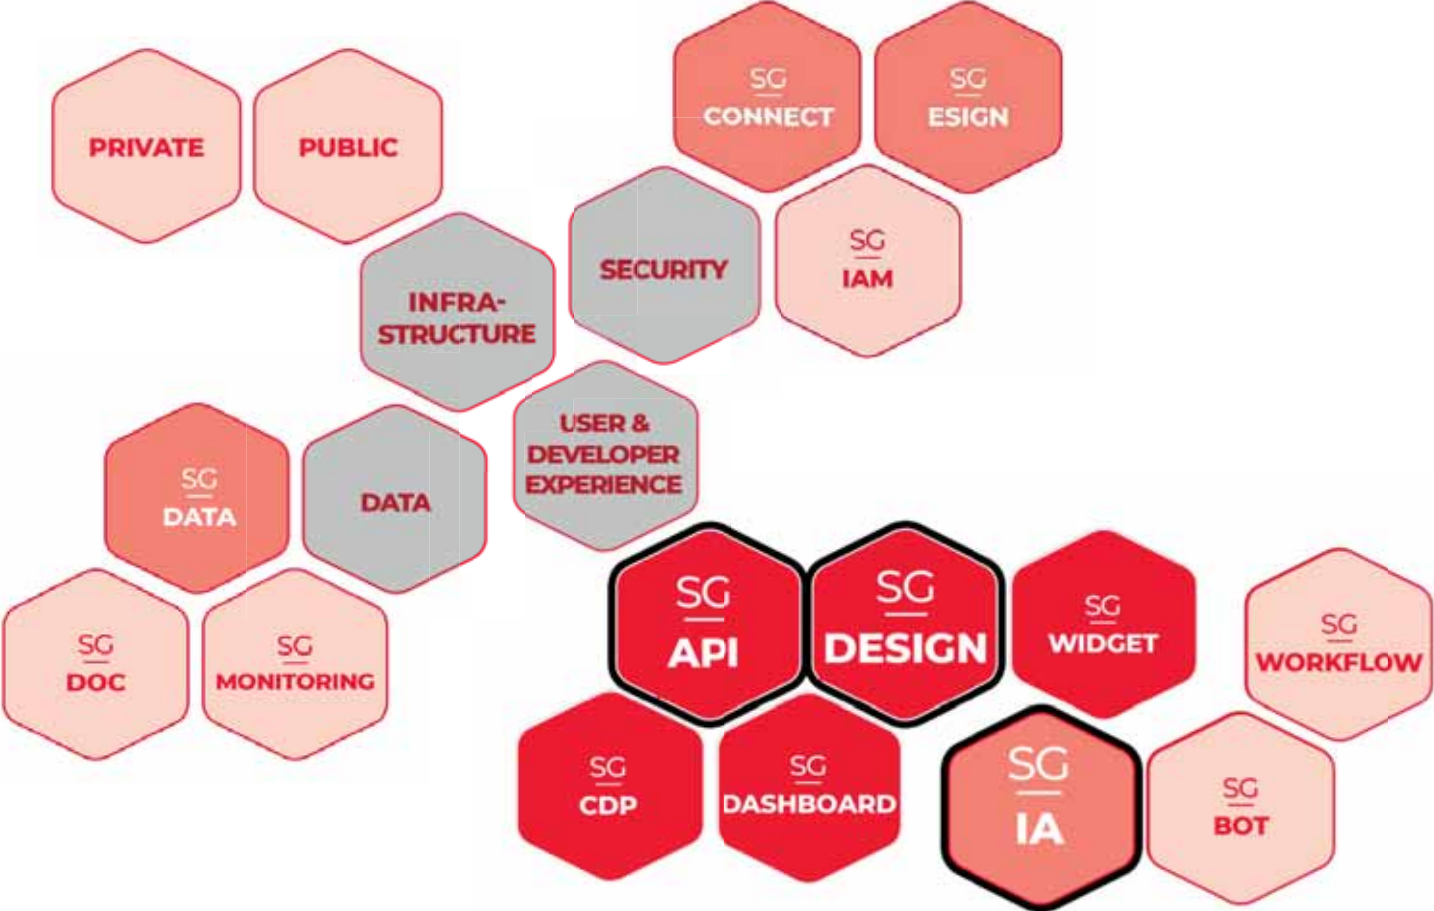 PRIVATE
PUBLIC
SG
CONNECT
SG
ESIGN
SECURITY
SG
IAM
INFRA-
STRUCTURE
USER &
DEVELOPER
EXPERIENCE
SG
DATA
DATA
SG
DOC
SG
MONITORING
SG
API
SG
DESIGN
SG
WIDGET
SG
WORKFLOW
SG
CDP
SG
DASHBOARD
SG
IA
SG
BOT